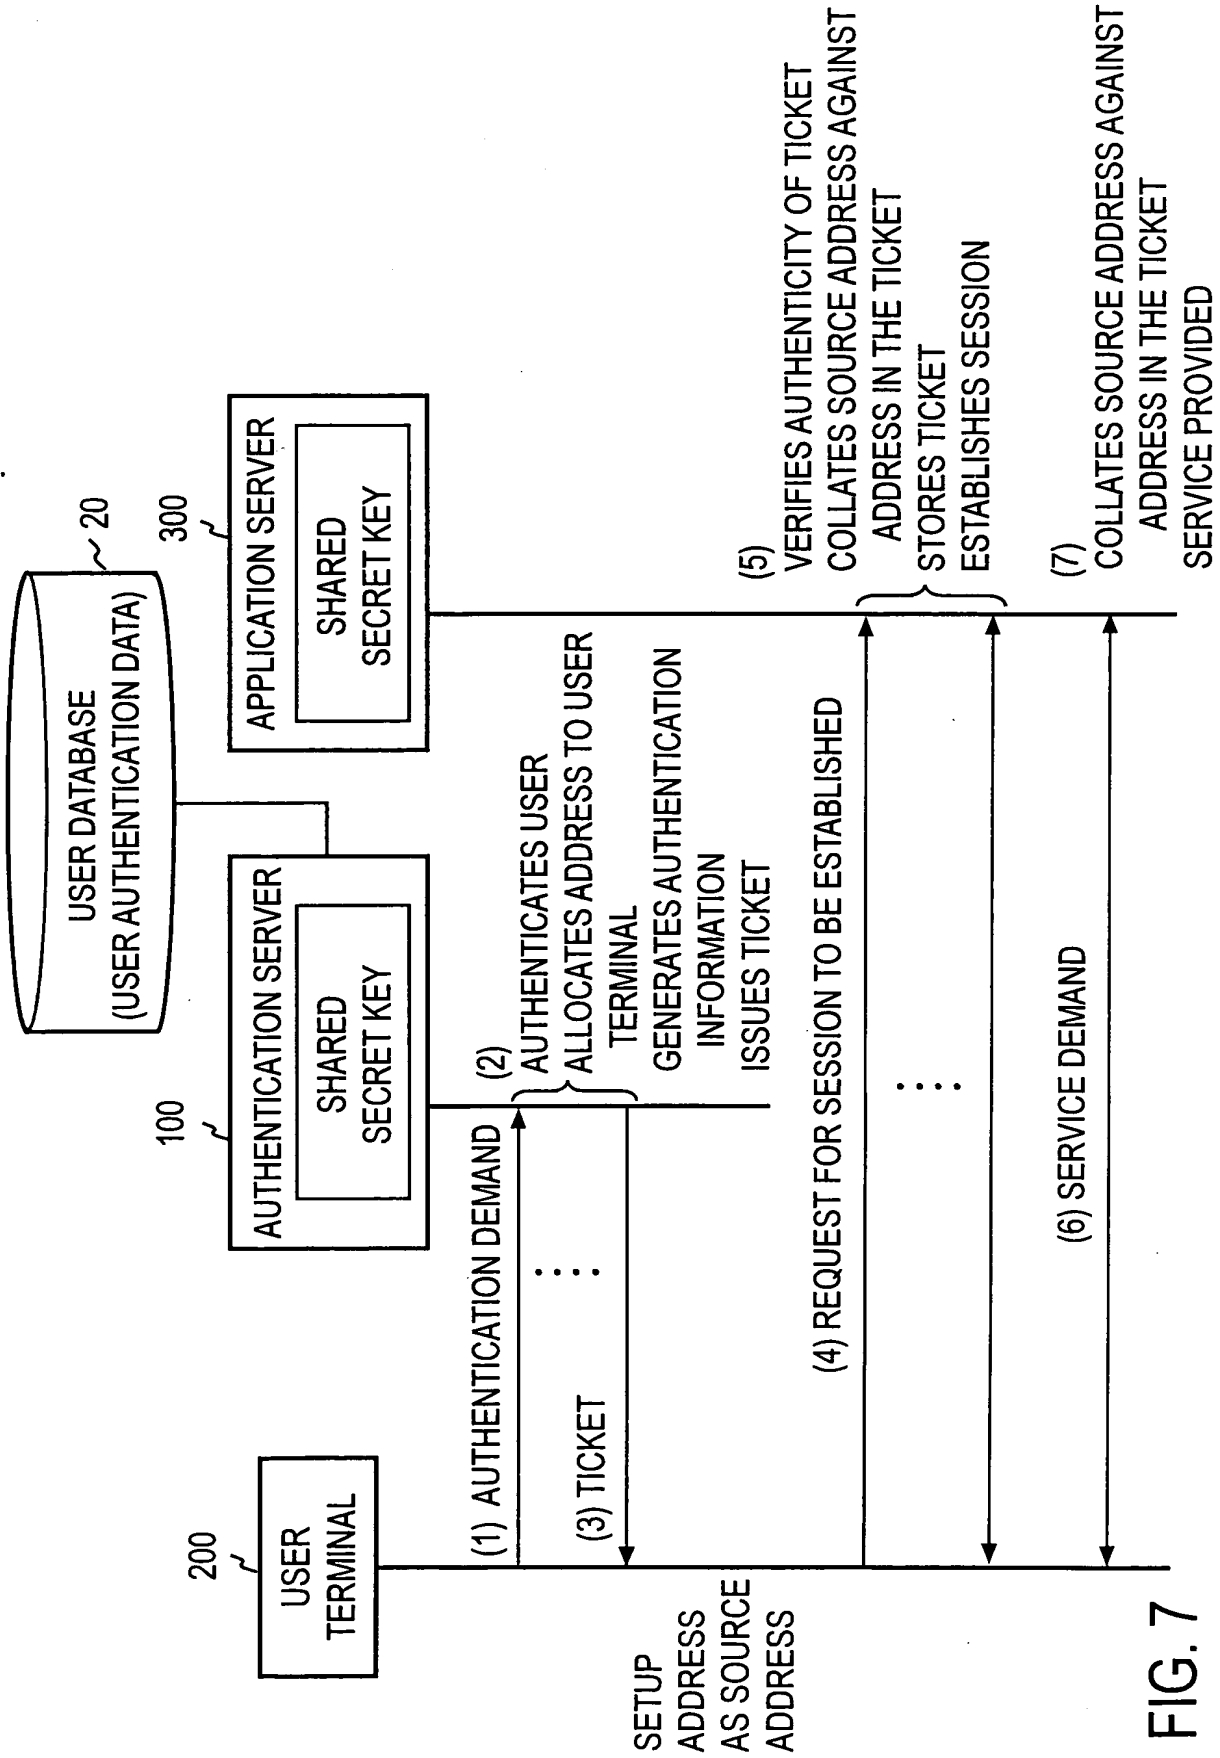 20
USER DATABASE
(USER AUTHENTICATION DATA)
200
USER
TERMINAL
100
AUTHENTICATION SERVER
SHARED
SECRET KEY
300
APPLICATION SERVER
SHARED
SECRET KEY
(1) AUTHENTICATION DEMAND
(2)
AUTHENTICATES USER
ALLOCATES ADDRESS TO USER
TERMINAL
GENERATES AUTHENTICATION
INFORMATION
ISSUES TICKET
(3) TICKET
SETUP
ADDRESS
AS SOURCE
ADDRESS
(4) REQUEST FOR SESSION TO BE ESTABLISHED
(5)
VERIFIES AUTHENTICITY OF TICKET
COLLATES SOURCE ADDRESS AGAINST
ADDRESS IN THE TICKET
STORES TICKET
ESTABLISHES SESSION
(6) SERVICE DEMAND
(7)
COLLATES SOURCE ADDRESS AGAINST
ADDRESS IN THE TICKET
SERVICE PROVIDED
FIG. 7